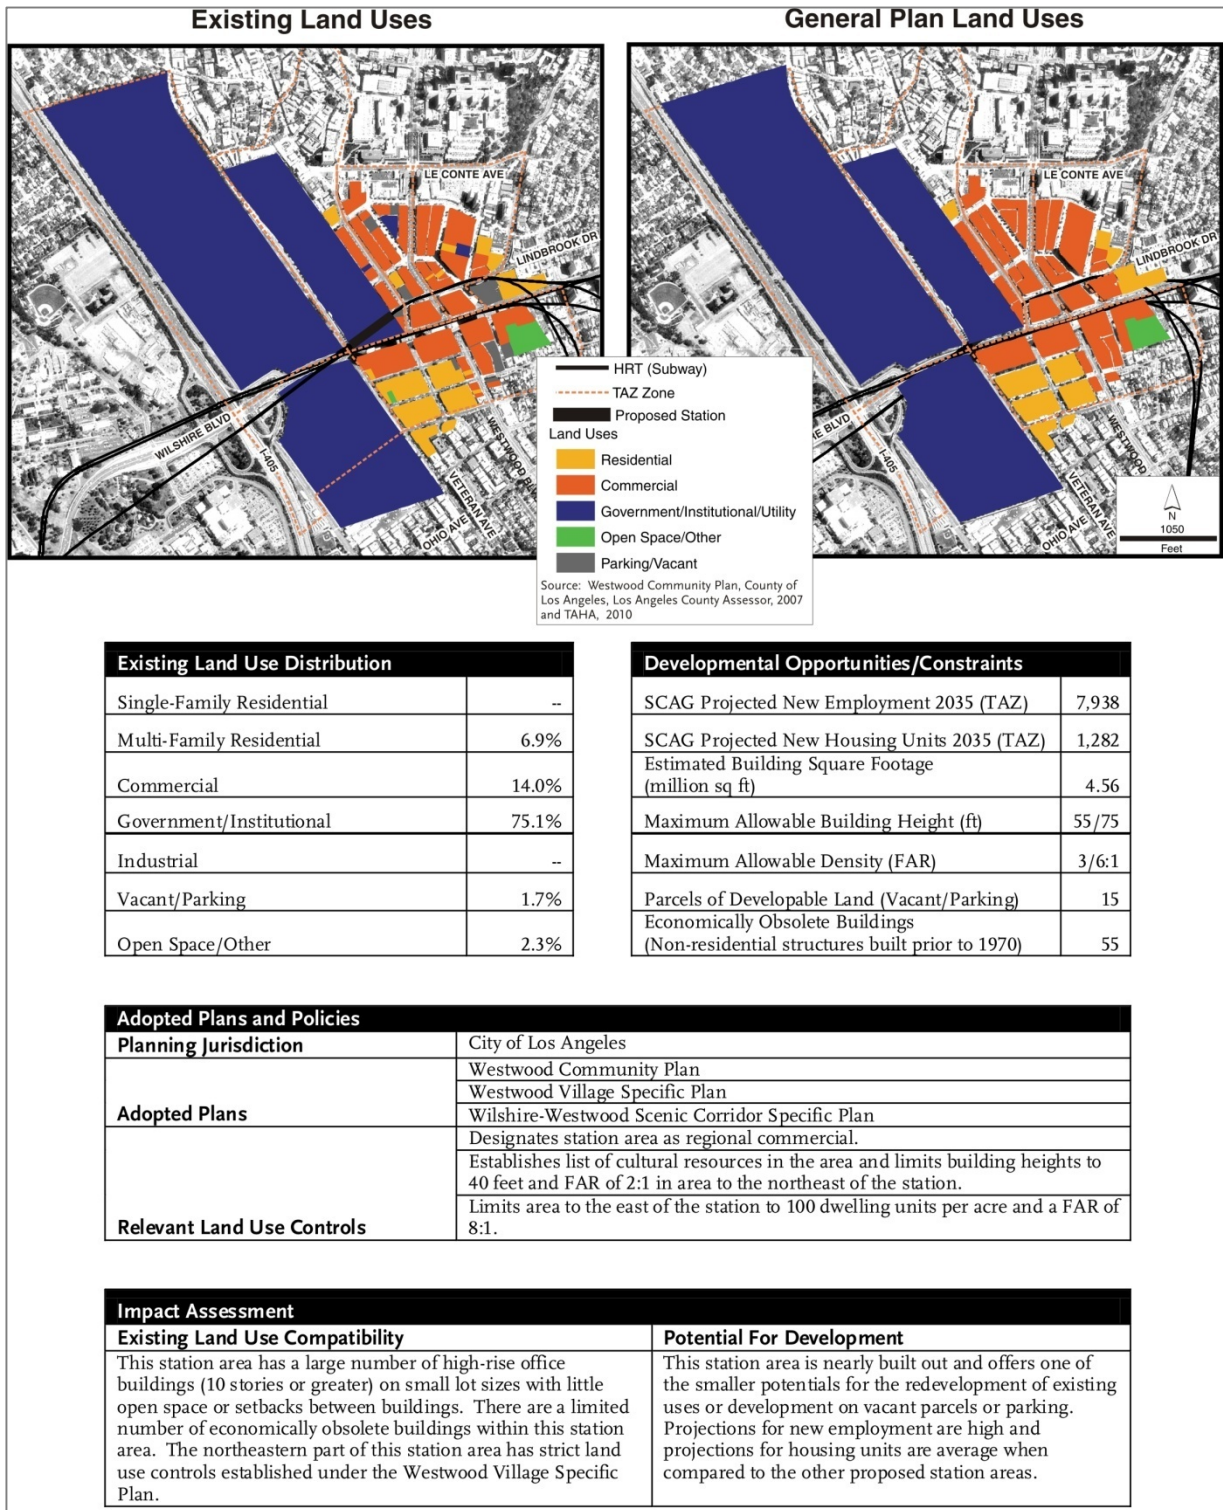 Existing Land Uses
General Plan Land Uses
LE CONTE AVE
LINDBROOK DR
WILSHIRE BLVD
I-405
WESTWOOD BLV
VETERAN AVE
OHIO AVE
LE CONTE AVE
LINDBROOK DR
RE BLVD
I-405
WESTWOOD
VETERAN AVE
OHIO AVE
N
1050
Feet
HRT (Subway)
TAZ Zone
Proposed Station
Land Uses
Residential
Commercial
Government/Institutional/Utility
Open Space/Other
Parking/Vacant
Source: Westwood Community Plan, County of
Los Angeles, Los Angeles County Assessor, 2007
and TAHA, 2010
Existing Land Use Distribution
Single-Family Residential --
Multi-Family Residential 6.9%
Commercial 14.0%
Government/Institutional 75.1%
Industrial --
Vacant/Parking 1.7%
Open Space/Other 2.3%
Developmental Opportunities/Constraints
SCAG Projected New Employment 2035 (TAZ) 7,938
SCAG Projected New Housing Units 2035 (TAZ) 1,282
Estimated Building Square Footage
(million sq ft) 4.56
Maximum Allowable Building Height (ft) 55/75
Maximum Allowable Density (FAR) 3/6:1
Parcels of Developable Land (Vacant/Parking) 15
Economically Obsolete Buildings
(Non-residential structures built prior to 1970) 55
Adopted Plans and Policies
Planning Jurisdiction City of Los Angeles
Westwood Community Plan
Westwood Village Specific Plan
Adopted Plans Wilshire-Westwood Scenic Corridor Specific Plan
Designates station area as regional commercial.
Establishes list of cultural resources in the area and limits building heights to
40 feet and FAR of 2:1 in area to the northeast of the station.
Limits area to the east of the station to 100 dwelling units per acre and a FAR of
Relevant Land Use Controls 8:1.
Impact Assessment
Existing Land Use Compatibility
This station area has a large number of high-rise office
buildings (10 stories or greater) on small lot sizes with little
open space or setbacks between buildings. There are a limited
number of economically obsolete buildings within this station
area. The northeastern part of this station area has strict land
use controls established under the Westwood Village Specific
Plan.
Potential For Development
This station area is nearly built out and offers one of
the smaller potentials for the redevelopment of existing
uses or development on vacant parcels or parking.
Projections for new employment are high and
projections for housing units are average when
compared to the other proposed station areas.